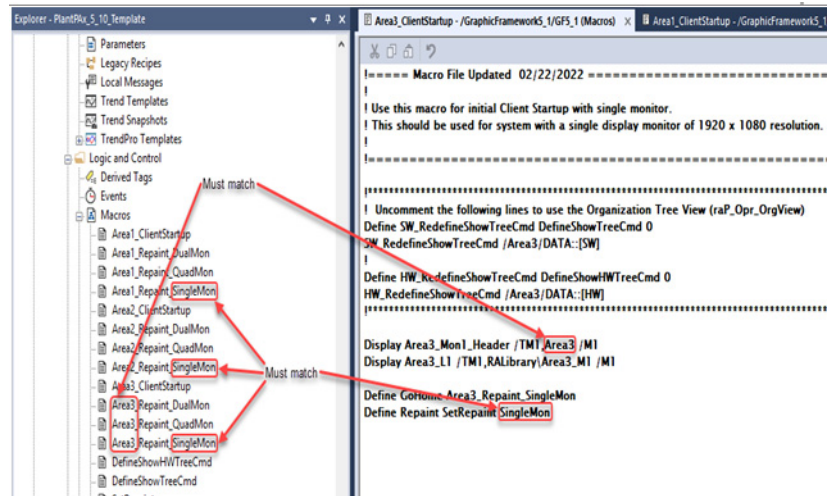 Explorer - PlantPAx_5_10_Template
Parameters
Legacy Recipes
Local Messages
Trend Templates
Trend Snapshots
TrendPro Templates
Logic and Control
Derived Tags
Events
Macros
Area1_ClientStartup
Area1_Repaint_DualMon
Area1_Repaint_QuadMon
Area1_Repaint_SingleMon
Area2_ClientStartup
Area2_Repaint_DualMon
Area2_Repaint_QuadMon
Area2_Repaint_SingleMon
Area3_ClientStartup
Area3_Repaint_DualMon
Area3_Repaint_QuadMon
Area3_Repaint_SingleMon
DefineShowHWTreeCmd
DefineShowTreeCmd
Must match
Must match
Area3_ClientStartup - /GraphicFramework5_1/GF5_1 (Macros) X
Area1_ClientStartup - /GraphicFramework5_1
!===== Macro File Updated 02/22/2022 ==============================
!
! Use this macro for initial Client Startup with single monitor.
! This should be used for system with a single display monitor of 1920 x 1080 resolution.
!
! Uncomment the following lines to use the Organization Tree View (raP_Opr_OrgView)
Define SW_RedefineShowTreeCmd DefineShowTreeCmd 0
SW_RedefineShowTreeCmd /Area3/DATA::[SW]
!
Define HW_RedefineShowTreeCmd DefineShowHWTreeCmd 0
HW_RedefineShowTreeCmd /Area3/DATA::[HW]
Display Area3_Mon1_Header /TM1,Area3 /M1
Display Area3_L1 /TM1,RALibrary\Area3_M1 /M1
Define GoHome Area3_Repaint_SingleMon
Define Repaint SetRepaint SingleMon